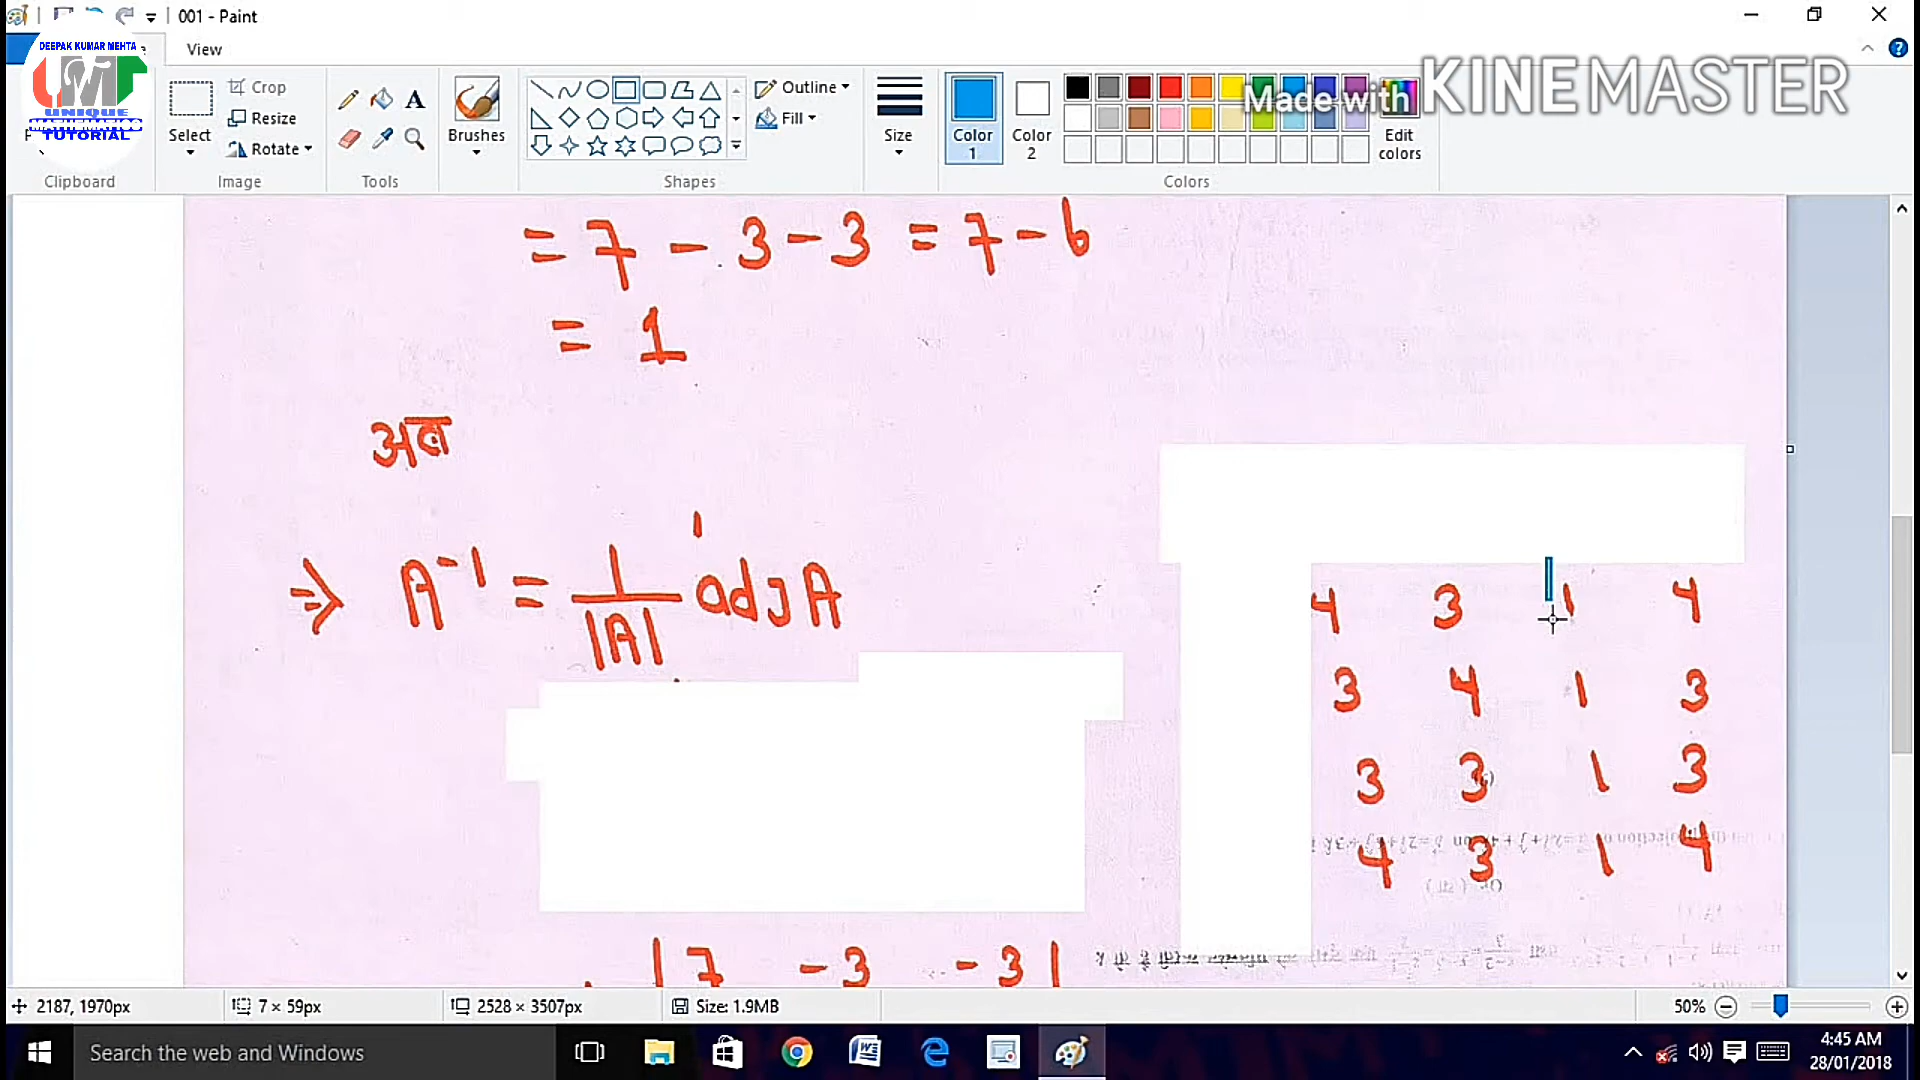 001 - Paint
DEEPAK KUMAR MEHTA
UNIQUE
TUTORIAL
View
Made with KINEMASTER
Crop
Resize
Rotate
Select
Brushes
Outline
Fill
Size
Color 1
Color 2
Edit colors
Clipboard
Image
Tools
Shapes
Colors
= 7 - 3 - 3 = 7 - 6
= 1
अब
⇒ A⁻¹ = 1/|A| adj A
4 3 1 4
3 4 1 3
3 3 1 3
4 3 1 4
7 -3 -3
2187, 1970px
7 × 59px
2528 × 3507px
Size: 1.9MB
50%
Search the web and Windows
4:45 AM
28/01/2018